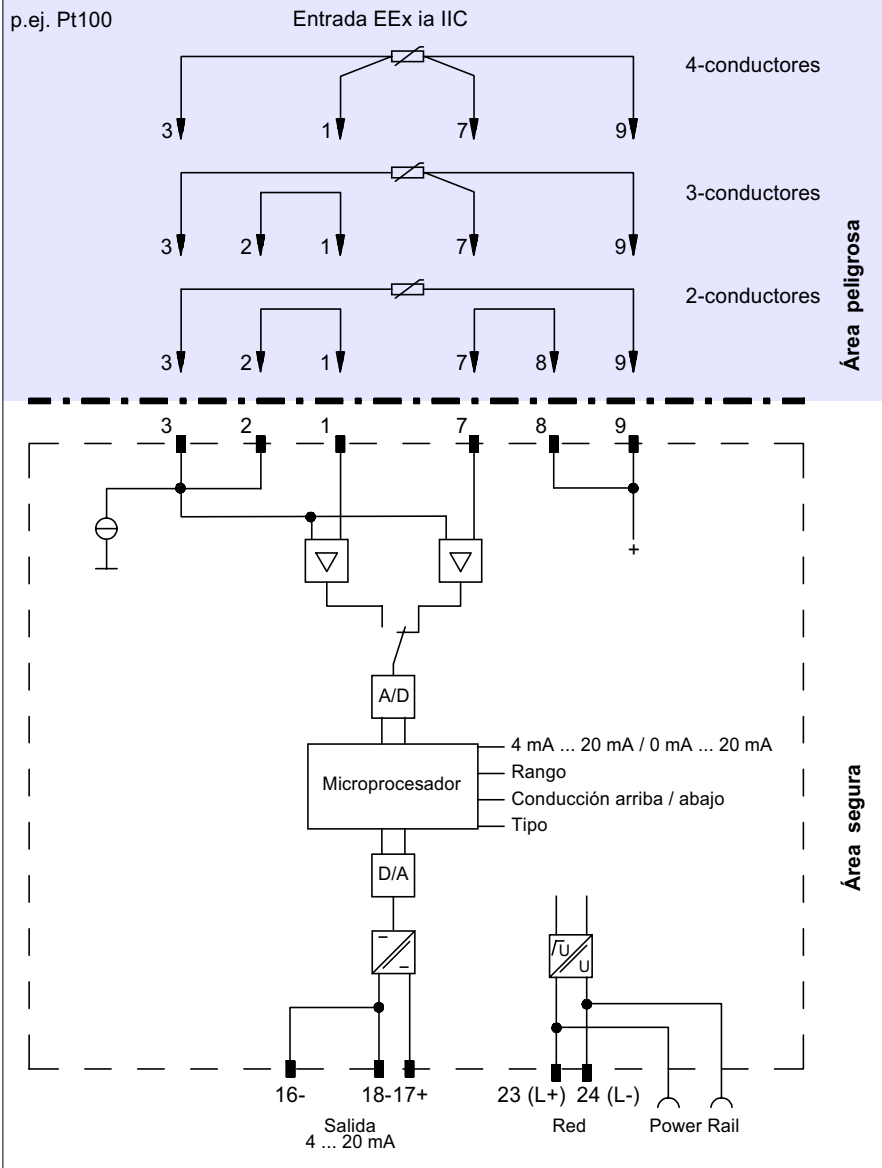 p.ej. Pt100
Entrada EEx ia IIC
4-conductores
3 1 7 9
3-conductores
3 2 1 7 9
2-conductores
3 2 1 7 8 9
Área peligrosa
3 2 1 7 8 9
+
A/D
Microprocesador
4 mA ... 20 mA / 0 mA ... 20 mA
Rango
Conducción arriba / abajo
Tipo
Área segura
D/A
U
U
16- 18-17+ 23 (L+) 24 (L-)
Salida
4 ... 20 mA
Red
Power Rail